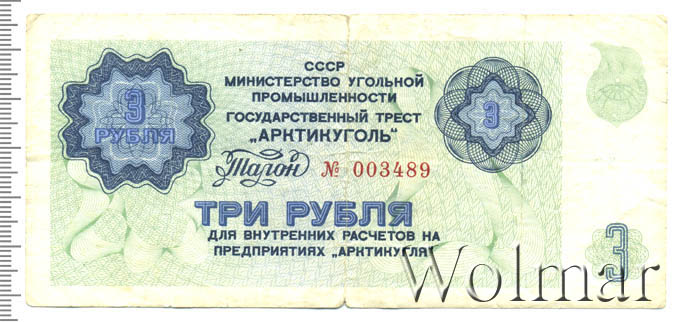 СССР
МИНИСТЕРСТВО УГОЛЬНОЙ
ПРОМЫШЛЕННОСТИ
ГОСУДАРСТВЕННЫЙ ТРЕСТ
„АРКТИКУГОЛЬ“
Талон № 003489
3
РУБЛЯ
3
ТРИ РУБЛЯ
ДЛЯ ВНУТРЕННИХ РАСЧЕТОВ НА
ПРЕДПРИЯТИЯХ „АРКТИКУГЛЯ“
3
Wolmar